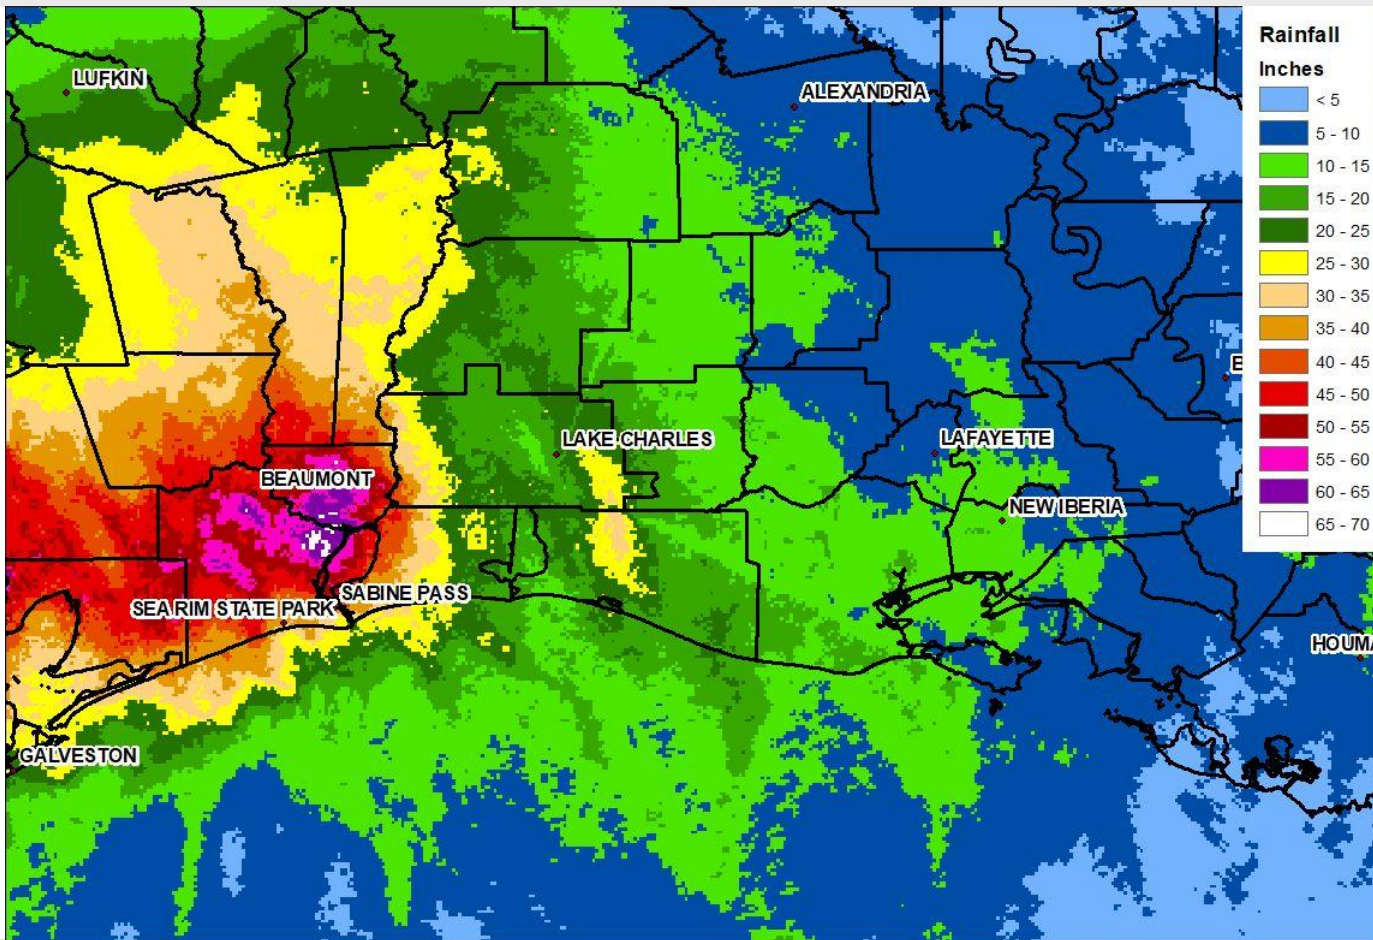 LUFKIN
ALEXANDRIA
LAKE CHARLES
LAFAYETTE
BEAUMONT
NEW IBERIA
SABINE PASS
SEA RIM STATE PARK
HOUMA
GALVESTON
B
Rainfall
Inches
< 5
5 - 10
10 - 15
15 - 20
20 - 25
25 - 30
30 - 35
35 - 40
40 - 45
45 - 50
50 - 55
55 - 60
60 - 65
65 - 70